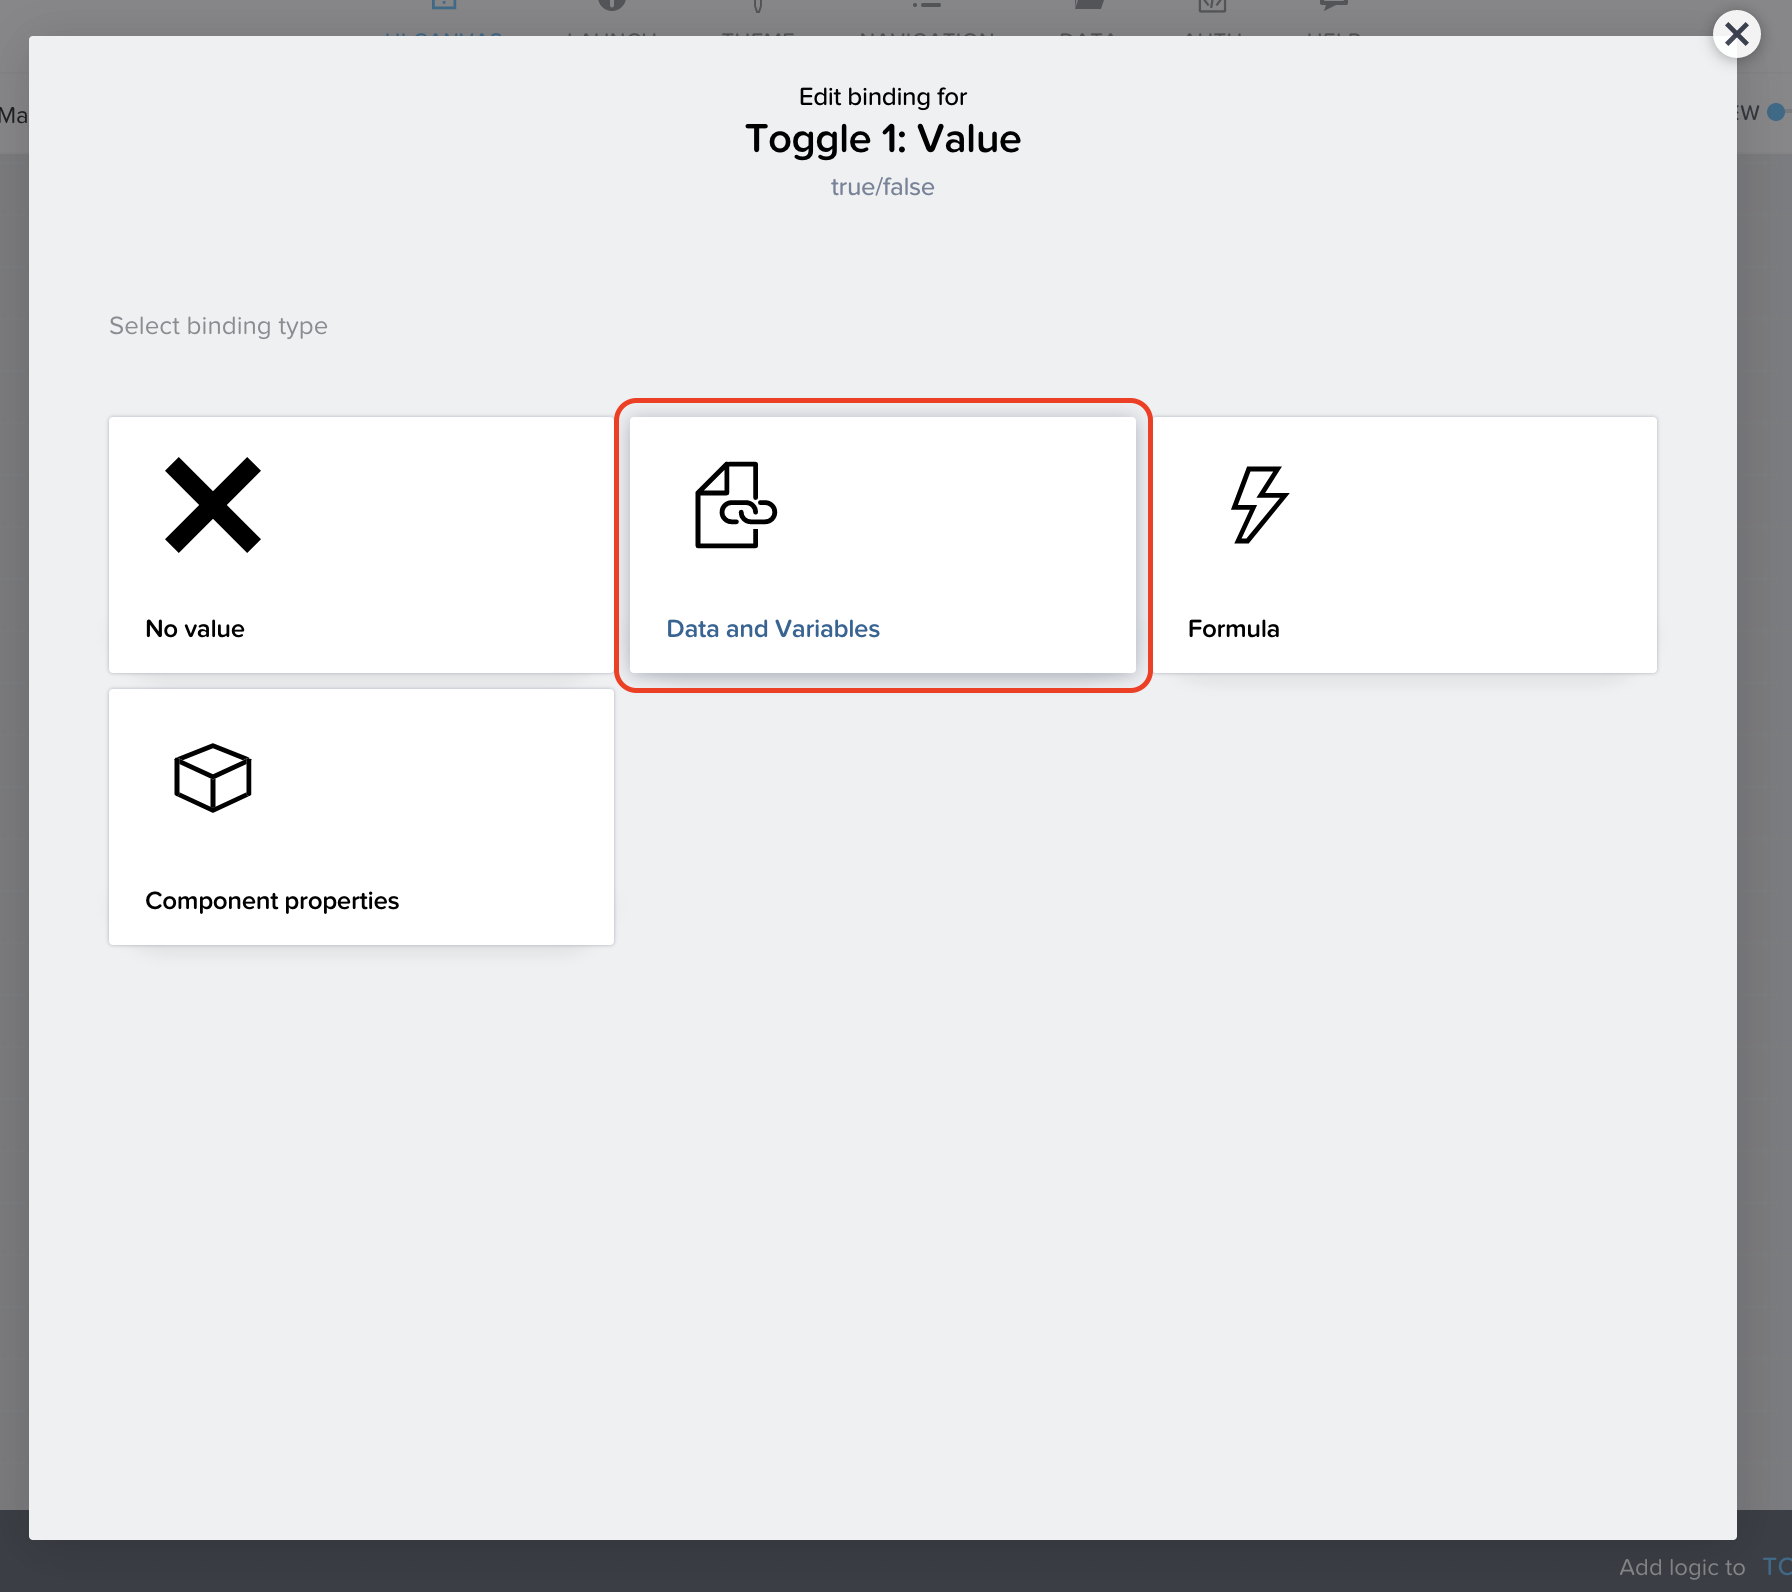 Ma
EW
Edit binding for
Toggle 1: Value
true/false
Select binding type
No value
Data and Variables
Formula
Component properties
Add logic to TO